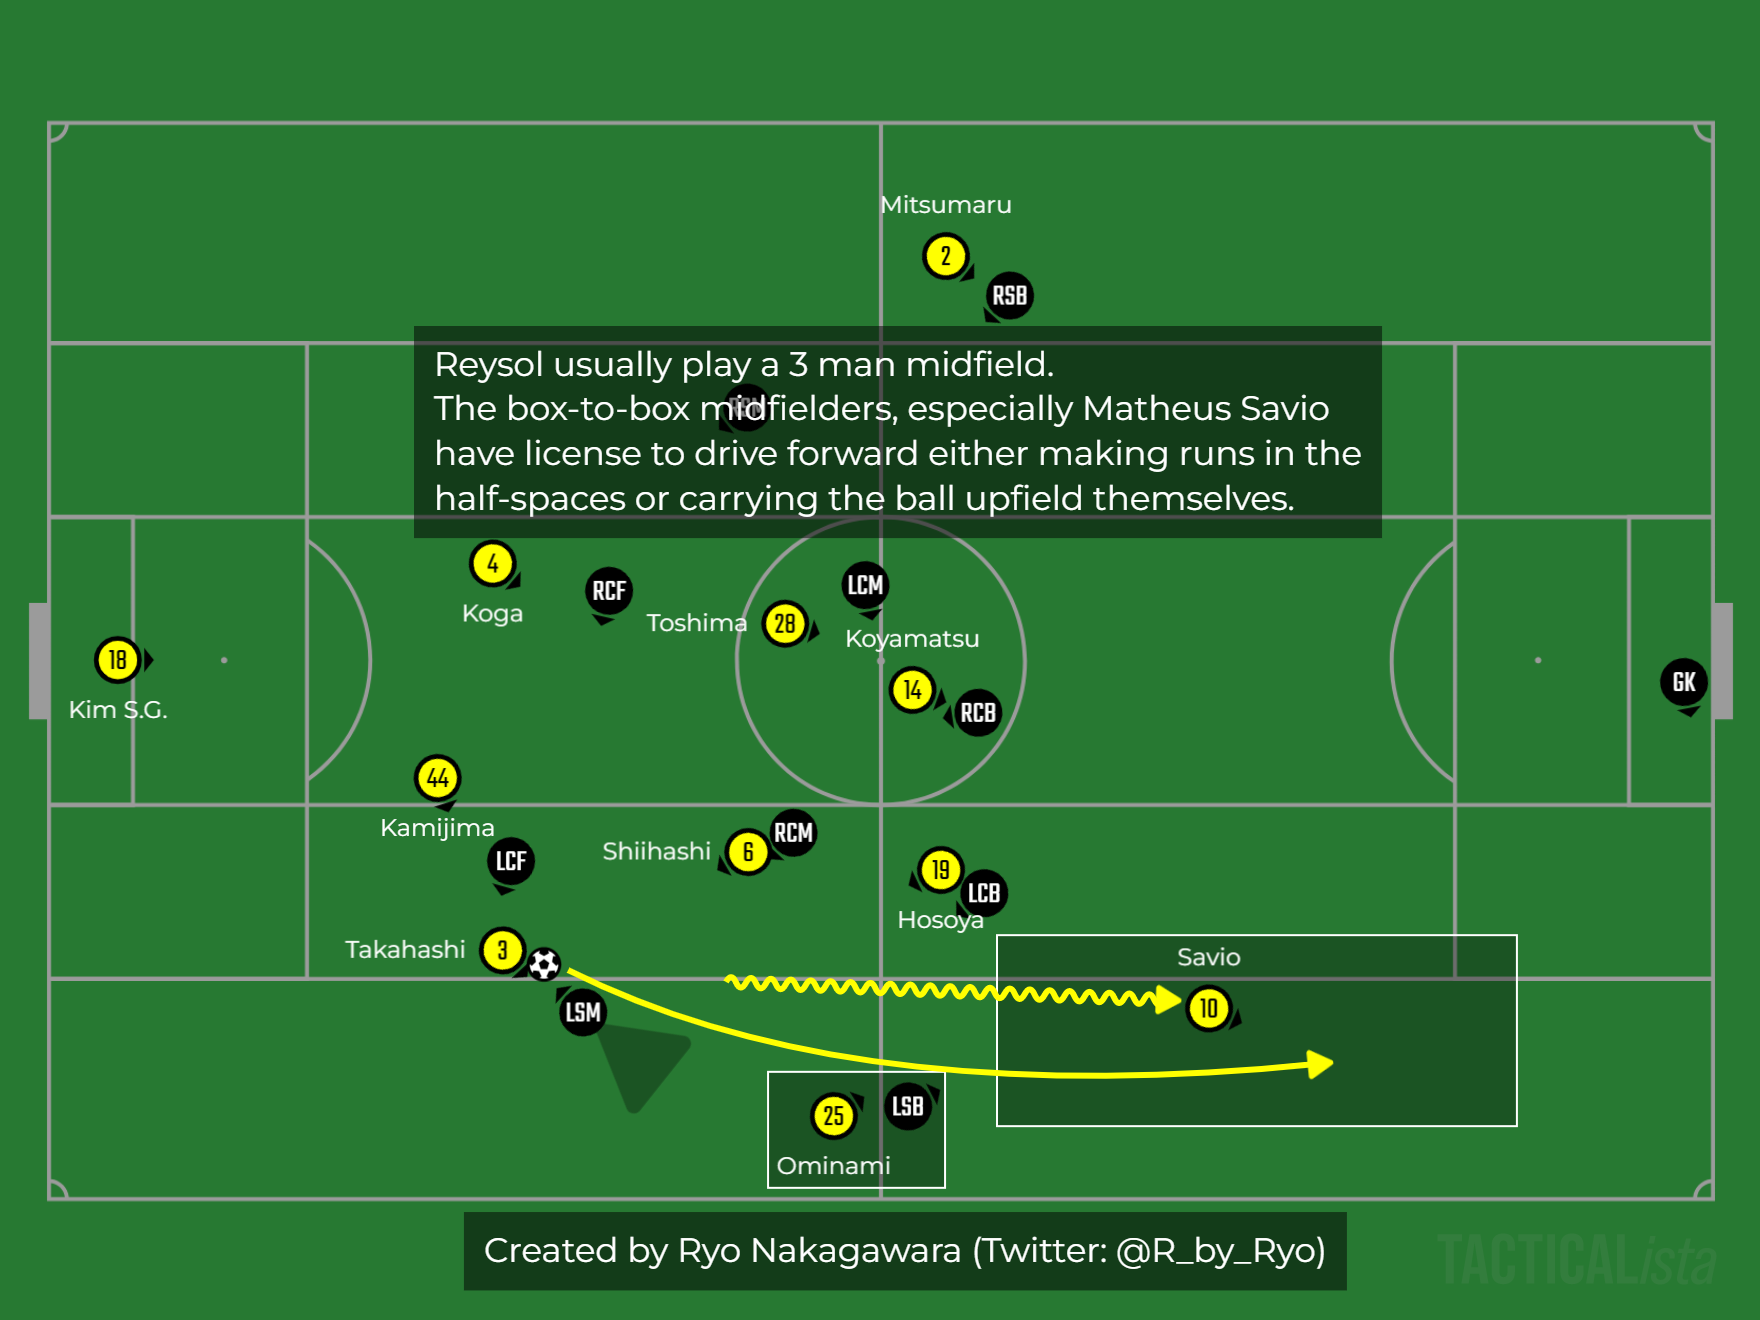 Mitsumaru
2
RSB
Reysol usually play a 3 man midfield.
The box-to-box midfielders, especially Matheus Savio
have license to drive forward either making runs in the
half-spaces or carrying the ball upfield themselves.
4
Koga
RCF
Toshima
28
LCM
Koyamatsu
14
RCB
18
Kim S.G.
GK
44
Kamijima
LCF
Shiihashi
6
RCM
19
LCB
Hosoya
Takahashi
3
LSM
Savio
10
25
LSB
Ominami
Created by Ryo Nakagawara (Twitter: @R_by_Ryo)
TACTICALista